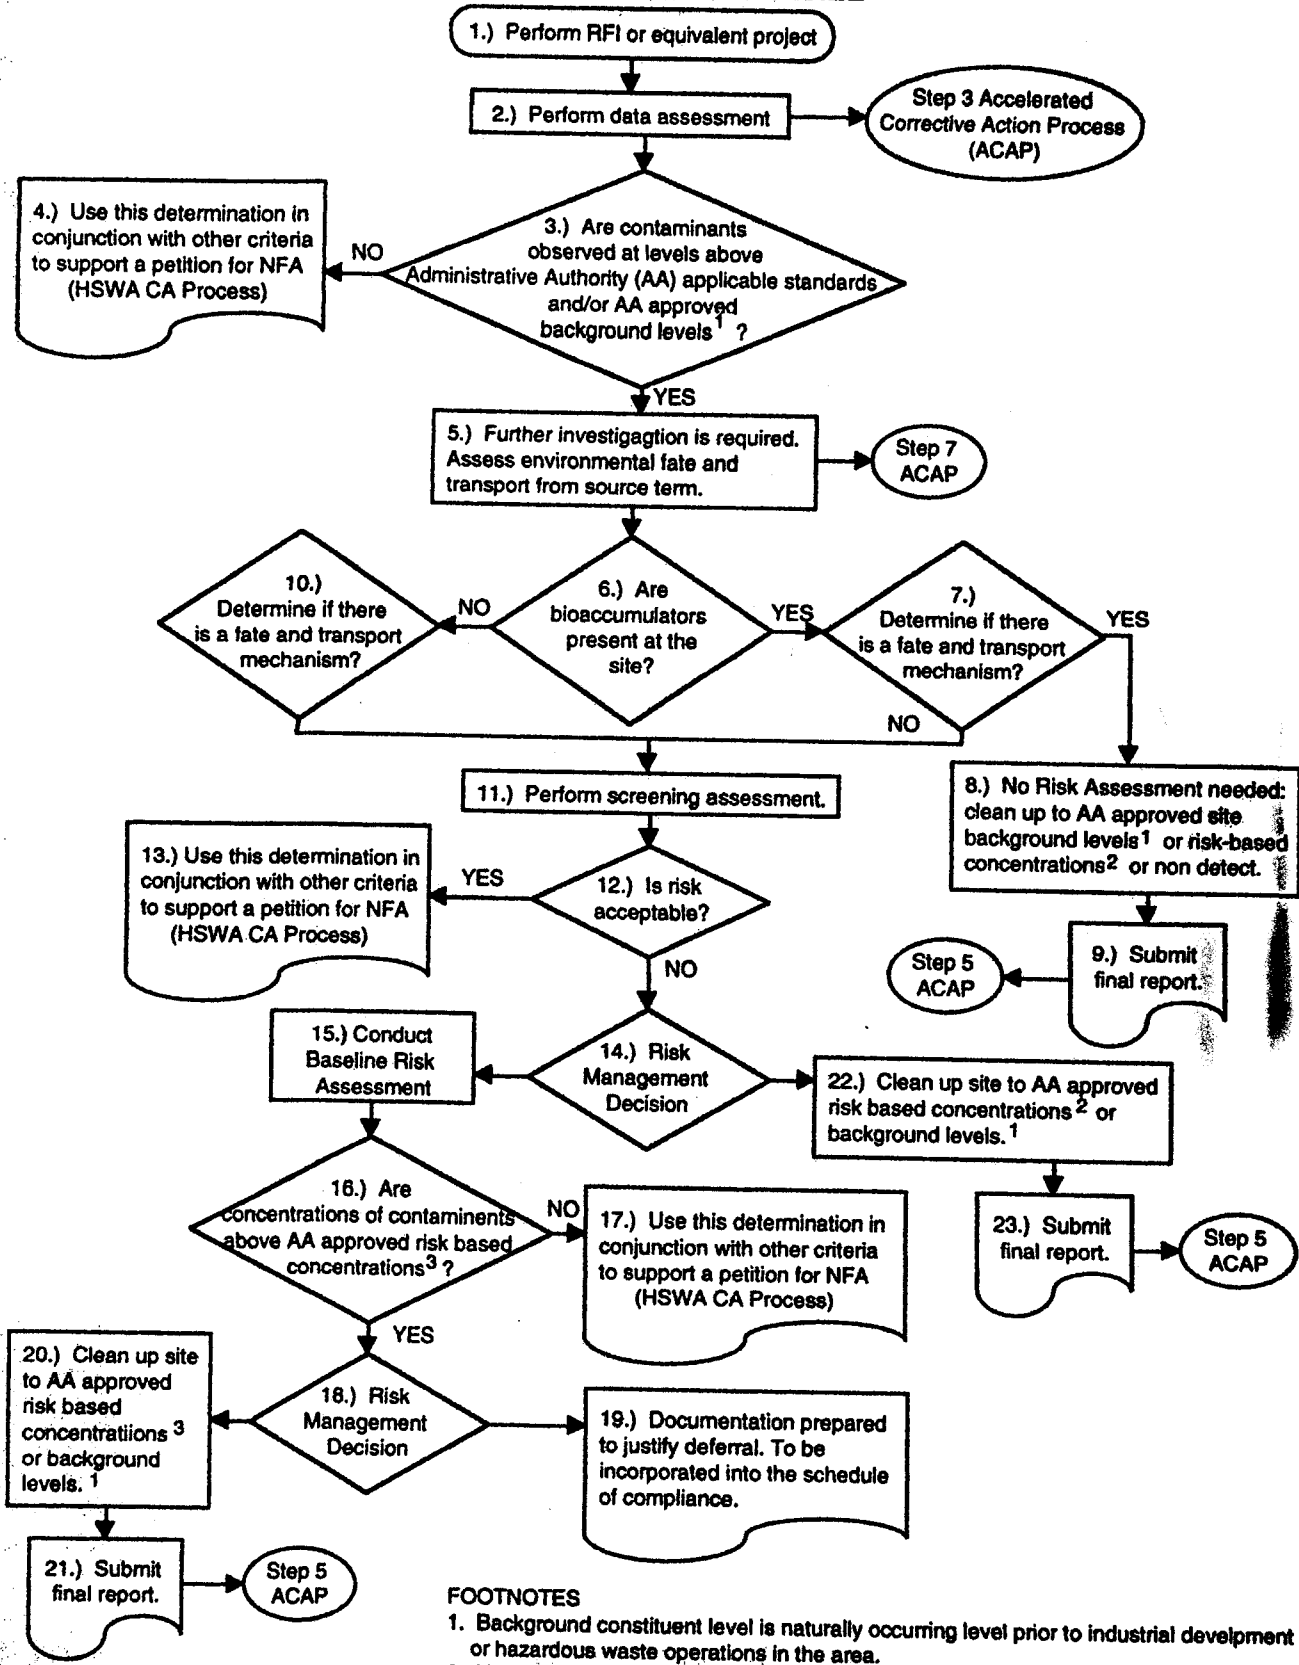 1.) Perform RFI or equivalent project
2.) Perform data assessment
Step 3 Accelerated
Corrective Action Process
(ACAP)
3.) Are contaminants
observed at levels above
Administrative Authority (AA) applicable standards
and/or AA approved
background levels1 ?
NO
4.) Use this determination in
conjunction with other criteria
to support a petition for NFA
(HSWA CA Process)
YES
5.) Further investigagtion is required.
Assess environmental fate and
transport from source term.
Step 7
ACAP
10.)
Determine if there
is a fate and transport
mechanism?
NO
6.) Are
bioaccumulators
present at the
site?
YES
7.)
Determine if there
is a fate and transport
mechanism?
YES
NO
11.) Perform screening assessment.
8.) No Risk Assessment needed:
clean up to AA approved site
background levels1 or risk-based
concentrations2 or non detect.
13.) Use this determination in
conjunction with other criteria
to support a petition for NFA
(HSWA CA Process)
YES
12.) Is risk
acceptable?
NO
Step 5
ACAP
9.) Submit
final report.
15.) Conduct
Baseline Risk
Assessment
14.) Risk
Management
Decision
22.) Clean up site to AA approved
risk based concentrations2 or
background levels.1
16.) Are
concentrations of contaminents
above AA approved risk based
concentrations3 ?
NO
17.) Use this determination in
conjunction with other criteria
to support a petition for NFA
(HSWA CA Process)
23.) Submit
final report.
Step 5
ACAP
YES
20.) Clean up site
to AA approved
risk based
concentratiions 3
or background
levels. 1
18.) Risk
Management
Decision
19.) Documentation prepared
to justify deferral. To be
incorporated into the schedule
of compliance.
21.) Submit
final report.
Step 5
ACAP
FOOTNOTES
1. Background constituent level is naturally occurring level prior to industrial develpment
or hazardous waste operations in the area.